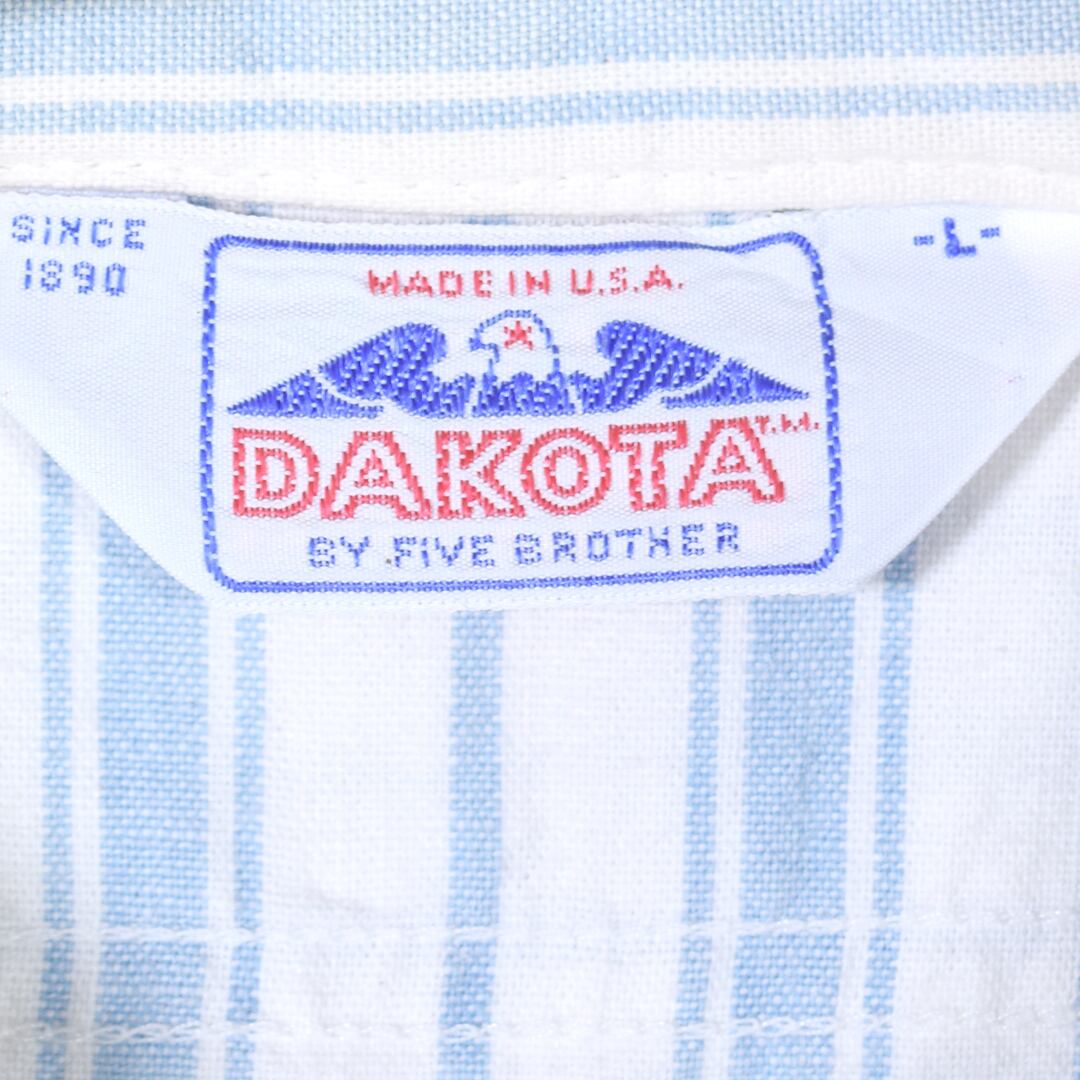 SINCE
1890
-L-
MADE IN U.S.A.
DAKOTA T.M.
BY FIVE BROTHER